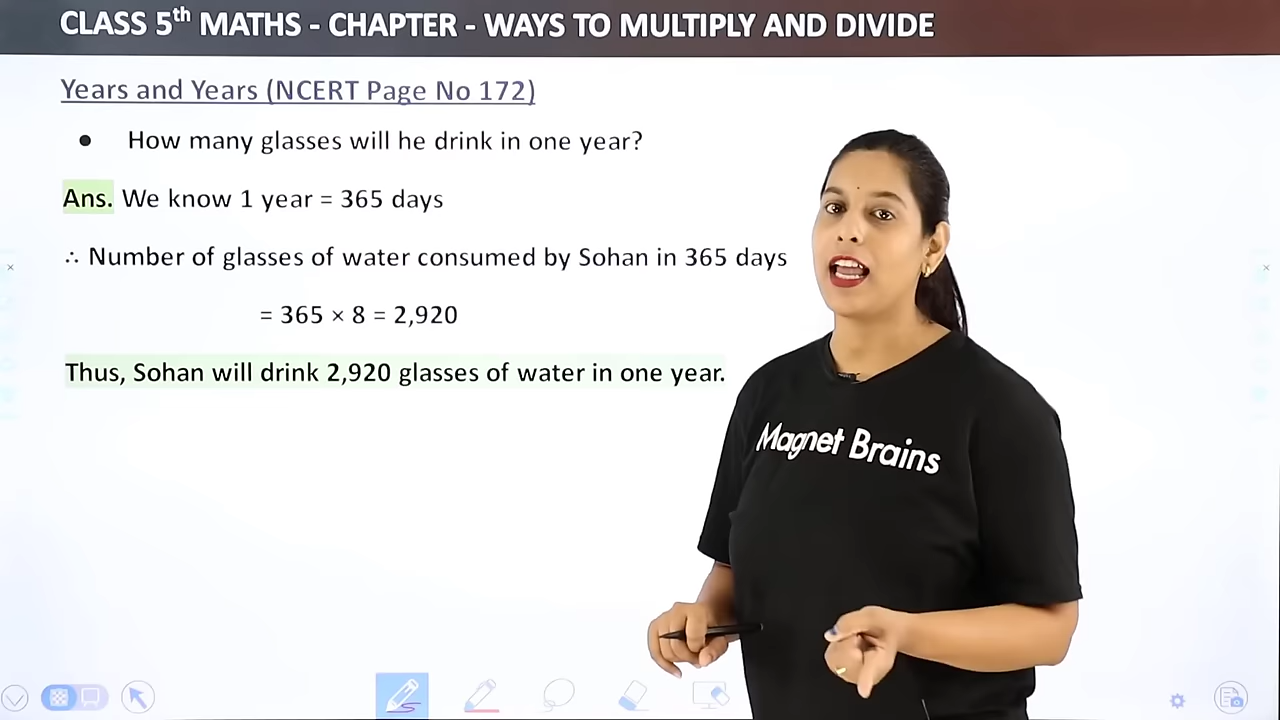 CLASS 5th MATHS - CHAPTER - WAYS TO MULTIPLY AND DIVIDE
Years and Years (NCERT Page No 172)
● How many glasses will he drink in one year?
Ans. We know 1 year = 365 days
∴ Number of glasses of water consumed by Sohan in 365 days
= 365 × 8 = 2,920
Thus, Sohan will drink 2,920 glasses of water in one year.
Magnet Brains